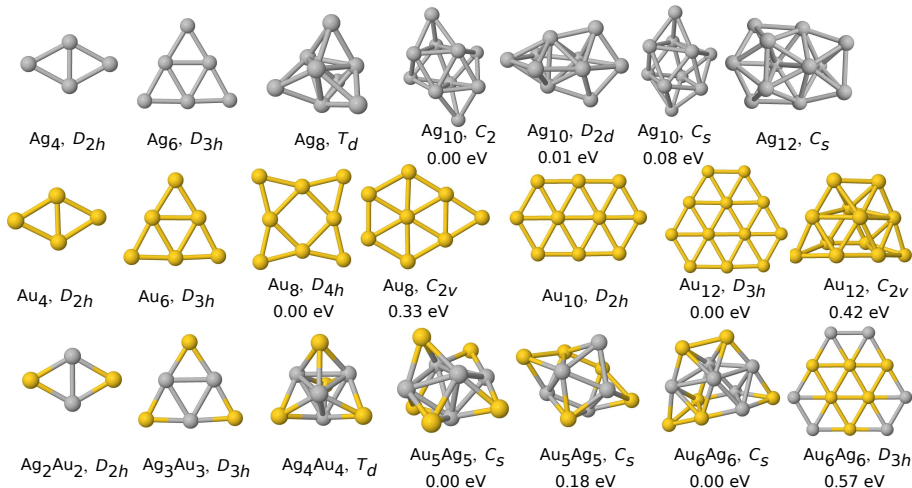 Ag4, D2h
Ag6, D3h
Ag8, Td
Ag10, C2
0.00 eV
Ag10, D2d
0.01 eV
Ag10, Cs
0.08 eV
Ag12, Cs
Au4, D2h
Au6, D3h
Au8, D4h
0.00 eV
Au8, C2v
0.33 eV
Au10, D2h
Au12, D3h
0.00 eV
Au12, C2v
0.42 eV
Ag2Au2, D2h
Ag3Au3, D3h
Ag4Au4, Td
Au5Ag5, Cs
0.00 eV
Au5Ag5, Cs
0.18 eV
Au6Ag6, Cs
0.00 eV
Au6Ag6, D3h
0.57 eV